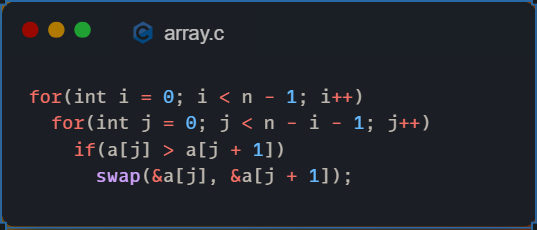 array.c
for(int i = 0; i < n - 1; i++)
  for(int j = 0; j < n - i - 1; j++)
    if(a[j] > a[j + 1])
      swap(&a[j], &a[j + 1]);